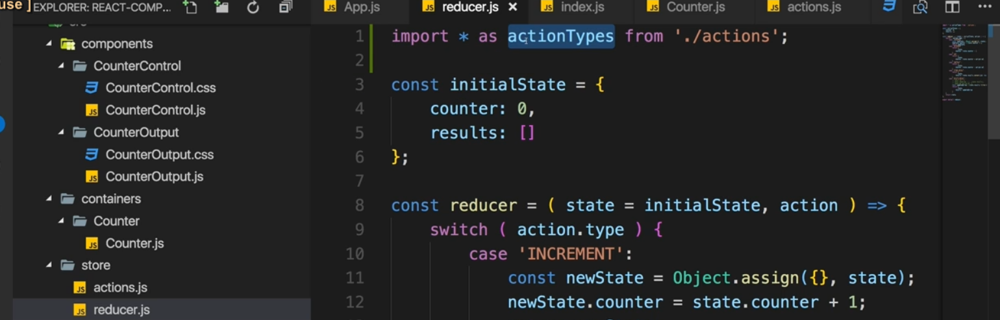 use ]
EXPLORER: REACT-COMP...
App.js
reducer.js
index.js
Counter.js
actions.js
components
CounterControl
CounterControl.css
CounterControl.js
CounterOutput
CounterOutput.css
CounterOutput.js
containers
Counter
Counter.js
store
actions.js
reducer.js
1 import * as actionTypes from './actions';
2
3 const initialState = {
4 counter: 0,
5 results: []
6 };
7
8 const reducer = ( state = initialState, action ) => {
9 switch ( action.type ) {
10 case 'INCREMENT':
11 const newState = Object.assign({}, state);
12 newState.counter = state.counter + 1;